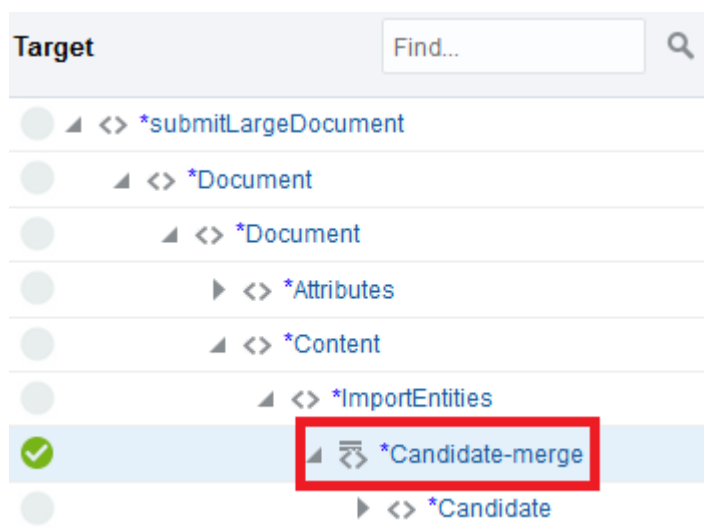 Target Find...
<> *submitLargeDocument
<> *Document
<> *Document
<> *Attributes
<> *Content
<> *ImportEntities
<> *Candidate-merge
<> *Candidate